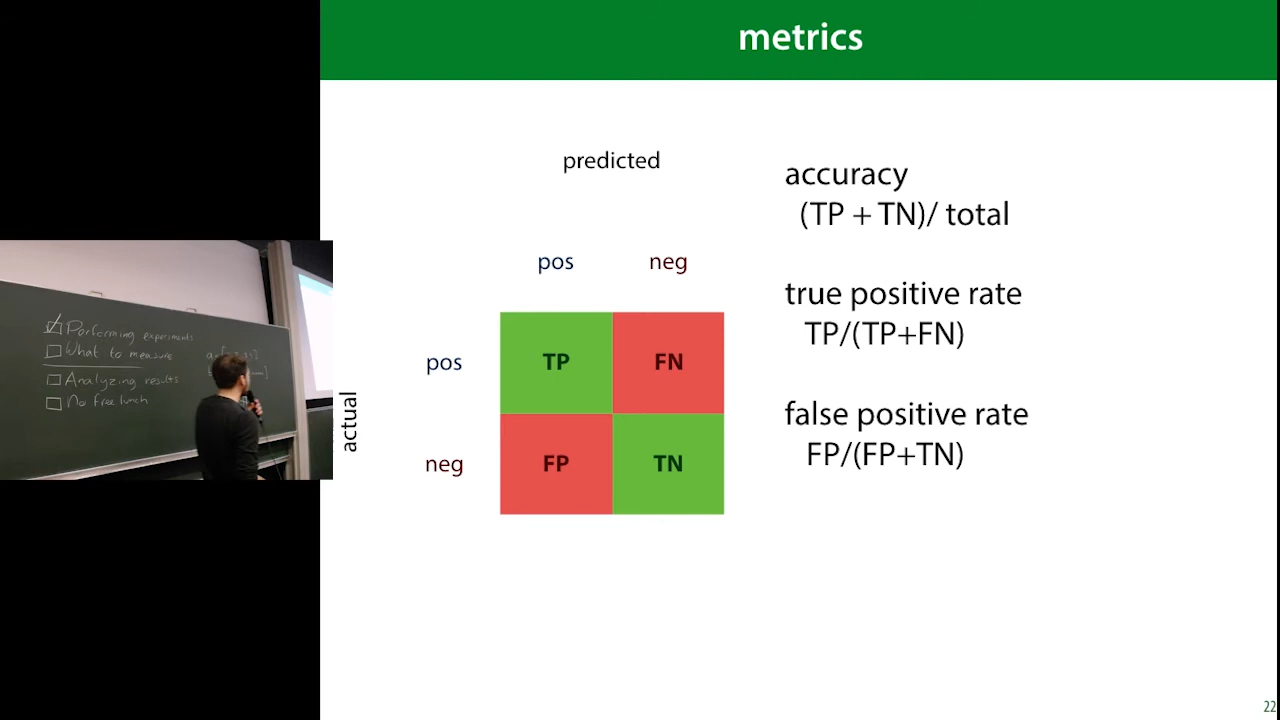 metrics
predicted
pos neg
actual
pos TP FN
neg FP TN
accuracy
(TP + TN)/ total
true positive rate
TP/(TP+FN)
false positive rate
FP/(FP+TN)
Performing experiments
What to measure
Analyzing results
No free lunch
22